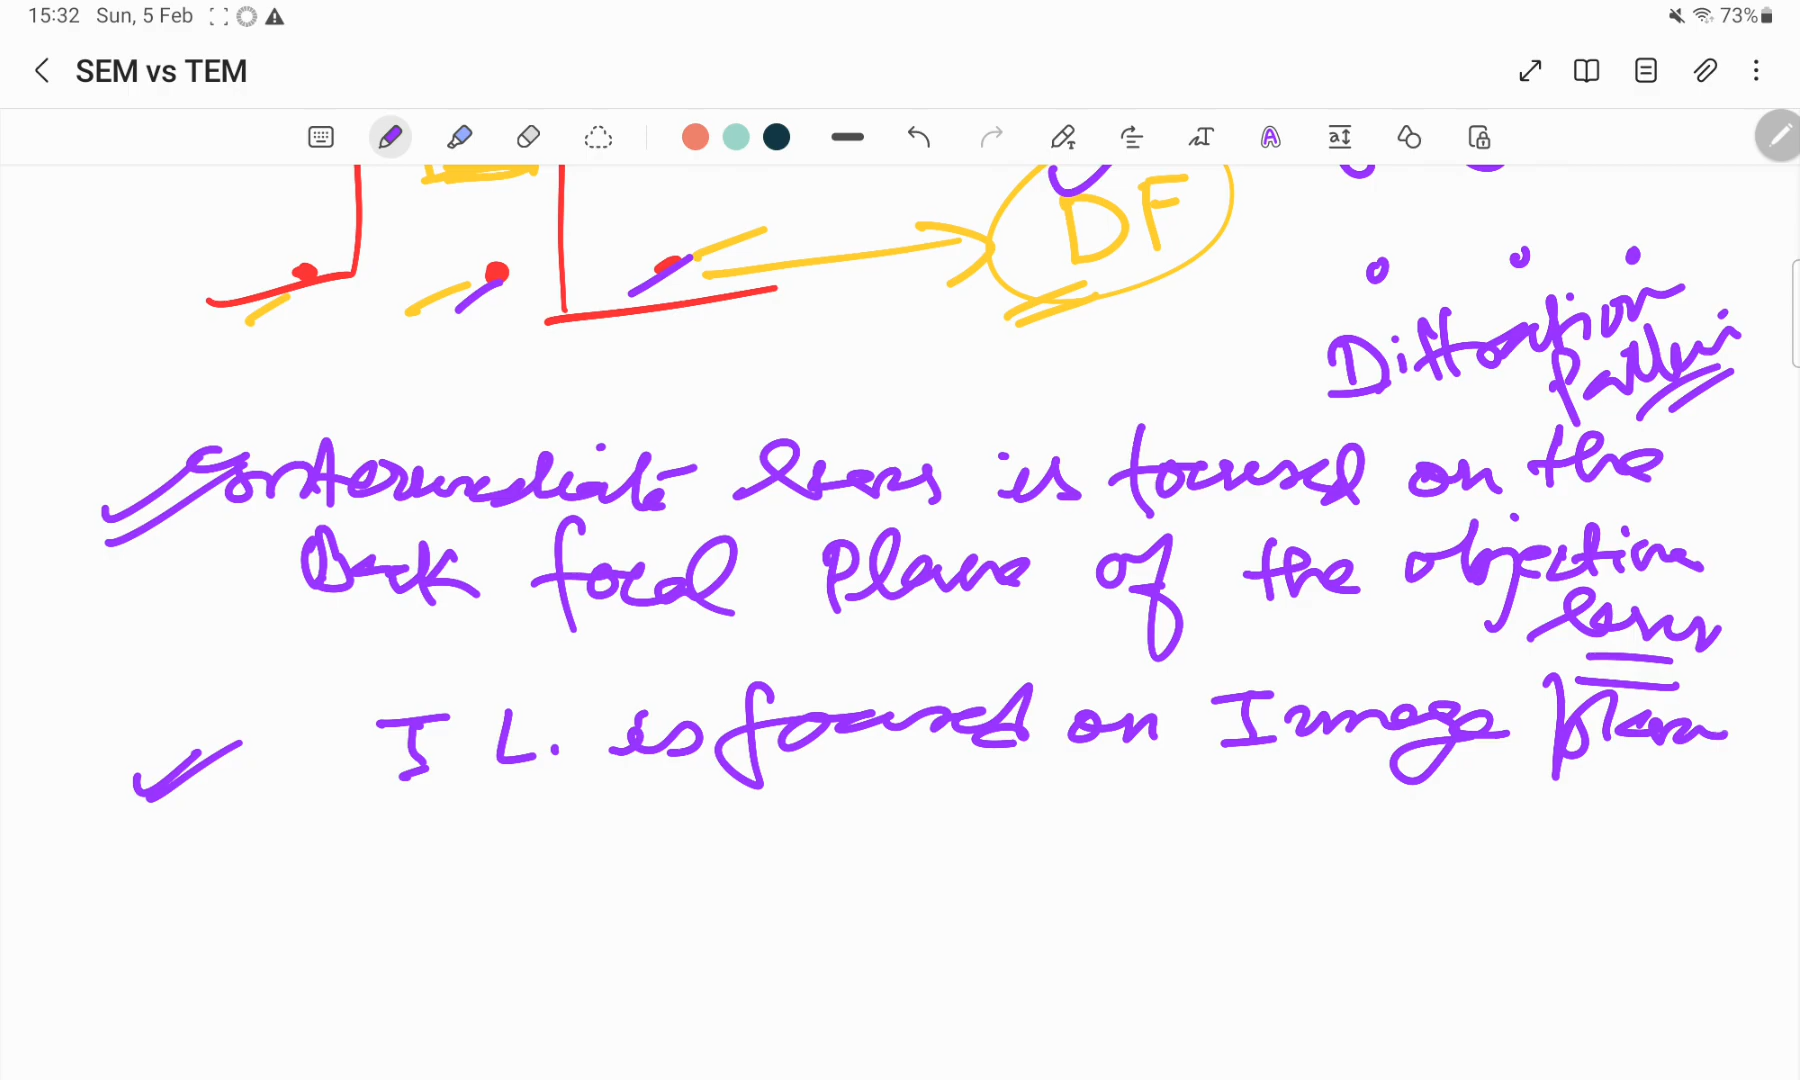 15:32 Sun, 5 Feb 73%
SEM vs TEM
DF
Diffraction
Pattern
Intermediate lens is focused on the
Back focal Plane of the objective
lens
I L. is focused on Image plane